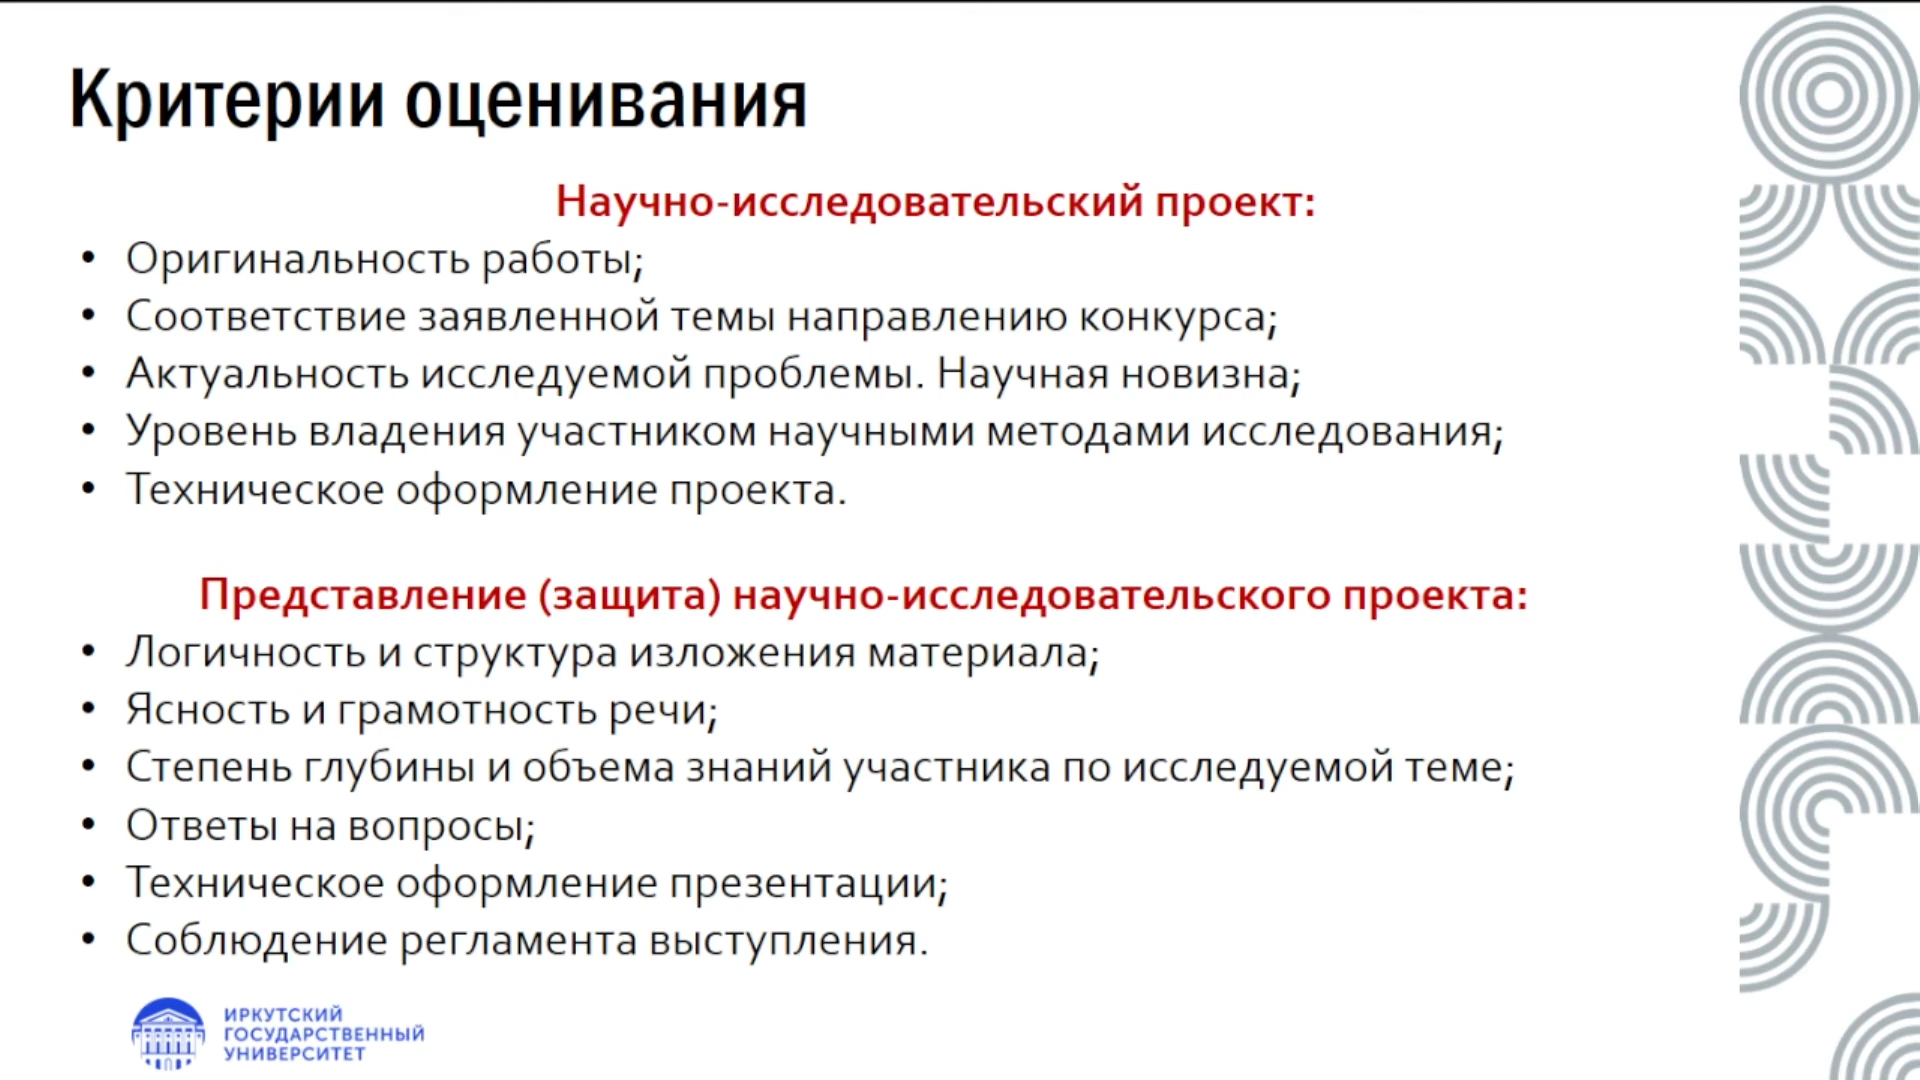 Критерии оценивания
Научно-исследовательский проект:
• Оригинальность работы;
• Соответствие заявленной темы направлению конкурса;
• Актуальность исследуемой проблемы. Научная новизна;
• Уровень владения участником научными методами исследования;
• Техническое оформление проекта.
Представление (защита) научно-исследовательского проекта:
• Логичность и структура изложения материала;
• Ясность и грамотность речи;
• Степень глубины и объема знаний участника по исследуемой теме;
• Ответы на вопросы;
• Техническое оформление презентации;
• Соблюдение регламента выступления.
ИРКУТСКИЙ
ГОСУДАРСТВЕННЫЙ
УНИВЕРСИТЕТ